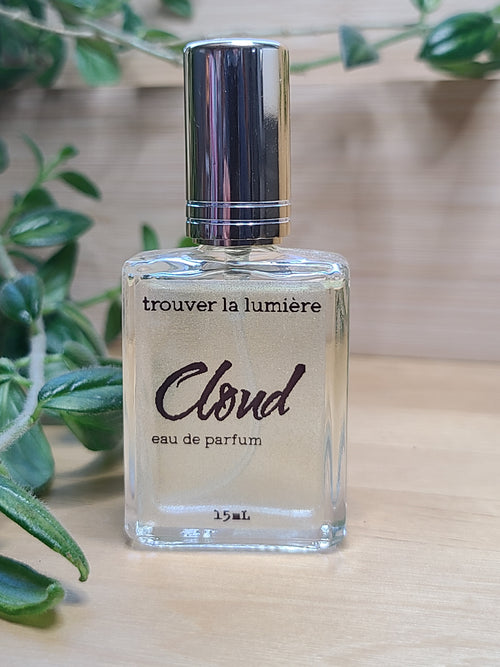 trouver la lumière
Cloud
eau de parfum
15mL